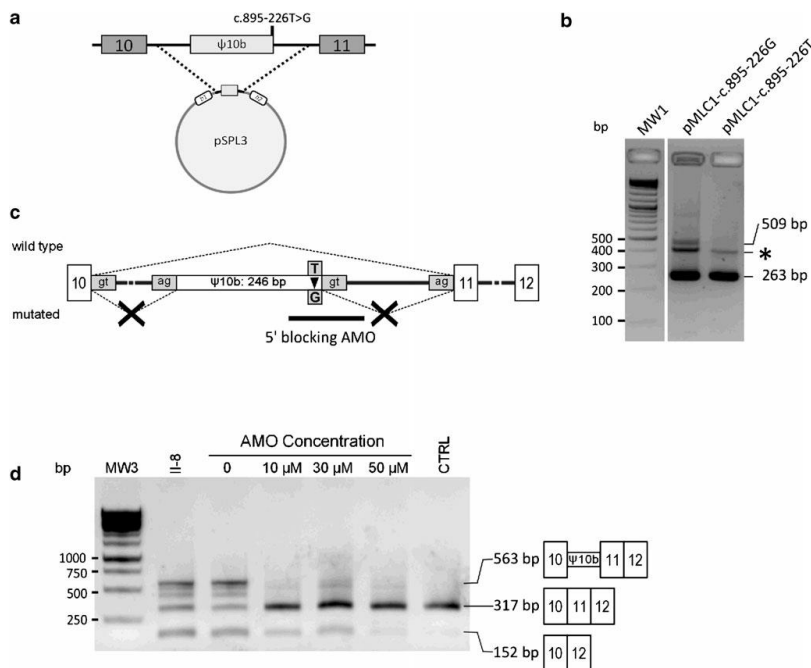 a
c.895-226T>G
10
ψ10b
11
pSPL3
b
MW1
pMLC1-c.895-226G
pMLC1-c.895-226T
bp
500
400
300
200
100
509 bp
*
263 bp
c
wild type
10
gt
ag
ψ10b: 246 bp
T
G
gt
ag
11
12
mutated
5' blocking AMO
d
bp
MW3
II-8
AMO Concentration
0
10 µM
30 µM
50 µM
CTRL
1000
750
500
250
563 bp
10
ψ10b
11
12
317 bp
10
11
12
152 bp
10
12